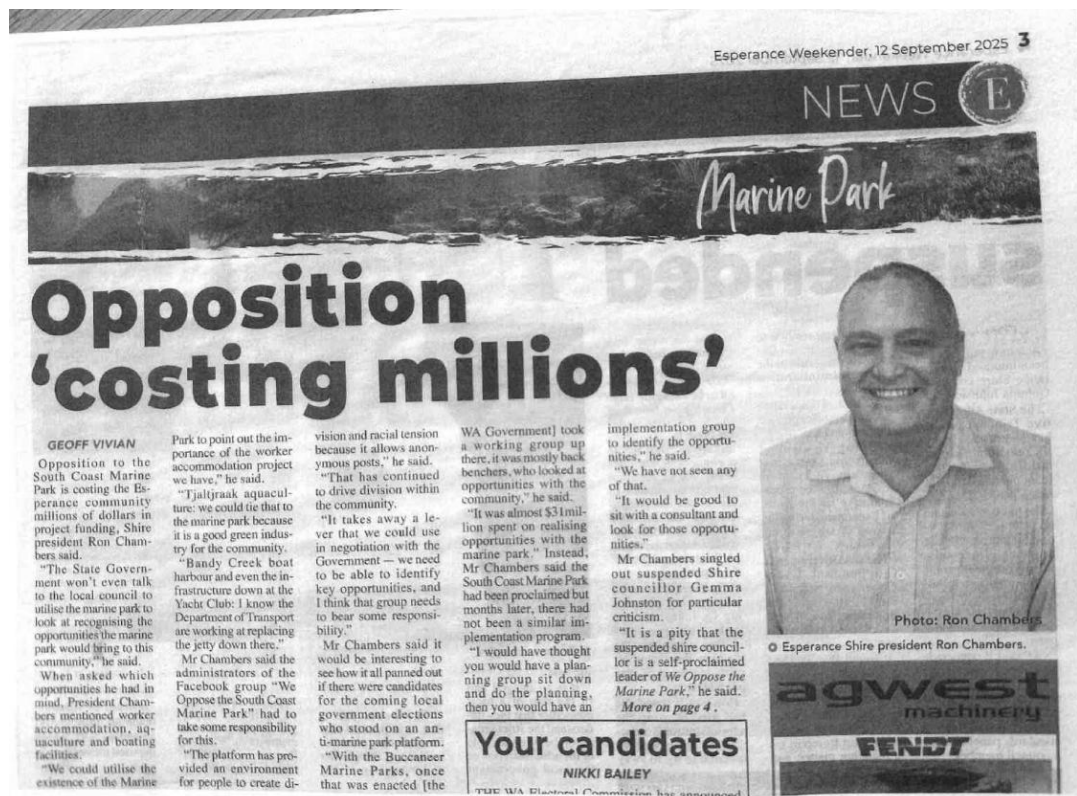 Esperance Weekender, 12 September 2025 3
NEWS E
Marine Park
Opposition
‘costing millions’
GEOFF VIVIAN
Opposition to the
South Coast Marine
Park is costing the Es-
perance community
millions of dollars in
project funding, Shire
president Ron Cham-
bers said.
“The State Govern-
ment won’t even talk
to the local council to
utilise the marine park to
look at recognising the
opportunities the marine
park would bring to this
community,” he said.
When asked which
opportunities he had in
mind, President Cham-
bers mentioned worker
accommodation, aq-
uaculture and boating
facilities.
“We could utilise the
existence of the Marine
Park to point out the im-
portance of the worker
accommodation project
we have,” he said.
“Tjaltjraak aquacul-
ture: we could tie that to
the marine park because
it is a good green indus-
try for the community.
“Bandy Creek boat
harbour and even the in-
frastructure down at the
Yacht Club: I know the
Department of Transport
are working at replacing
the jetty down there.”
Mr Chambers said the
administrators of the
Facebook group “We
Oppose the South Coast
Marine Park” had to
take some responsibility
for this.
“The platform has pro-
vided an environment
for people to create di-
vision and racial tension
because it allows anon-
ymous posts,” he said.
“That has continued
to drive division within
the community.
“It takes away a le-
ver that we could use
in negotiation with the
Government — we need
to be able to identify
key opportunities, and
I think that group needs
to bear some responsi-
bility.”
Mr Chambers said it
would be interesting to
see how it all panned out
if there were candidates
for the coming local
government elections
who stood on an an-
ti-marine park platform.
“With the Buccaneer
Marine Parks, once
that was enacted [the
WA Government] took
a working group up
there, it was mostly back
benchers, who looked at
opportunities with the
community,” he said.
“It was almost $31mil-
lion spent on realising
opportunities with the
marine park.” Instead,
Mr Chambers said the
South Coast Marine Park
had been proclaimed but
months later, there had
not been a similar im-
plementation program.
“I would have thought
you would have a plan-
ning group sit down
and do the planning,
then you would have an
implementation group
to identify the opportu-
nities,” he said.
“We have not seen any
of that.
“It would be good to
sit with a consultant and
look for those opportu-
nities.”
Mr Chambers singled
out suspended Shire
councillor Gemma
Johnston for particular
criticism.
“It is a pity that the
suspended shire council-
lor is a self-proclaimed
leader of We Oppose the
Marine Park,” he said.
More on page 4 .
Photo: Ron Chambers
Esperance Shire president Ron Chambers.
agwest
machinery
FENDT
Your candidates
NIKKI BAILEY
THE WA Electoral Commission has announced